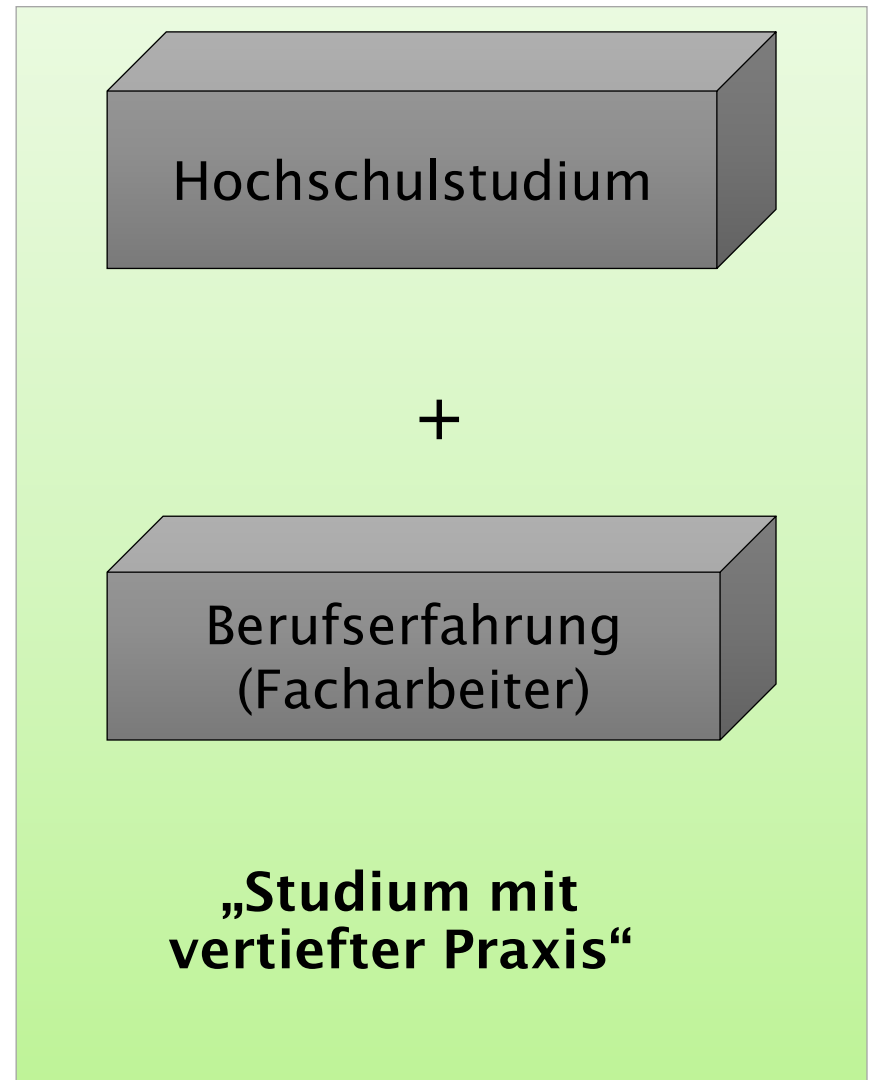 Hochschulstudium
+
Berufserfahrung
(Facharbeiter)
„Studium mit
vertiefter Praxis“